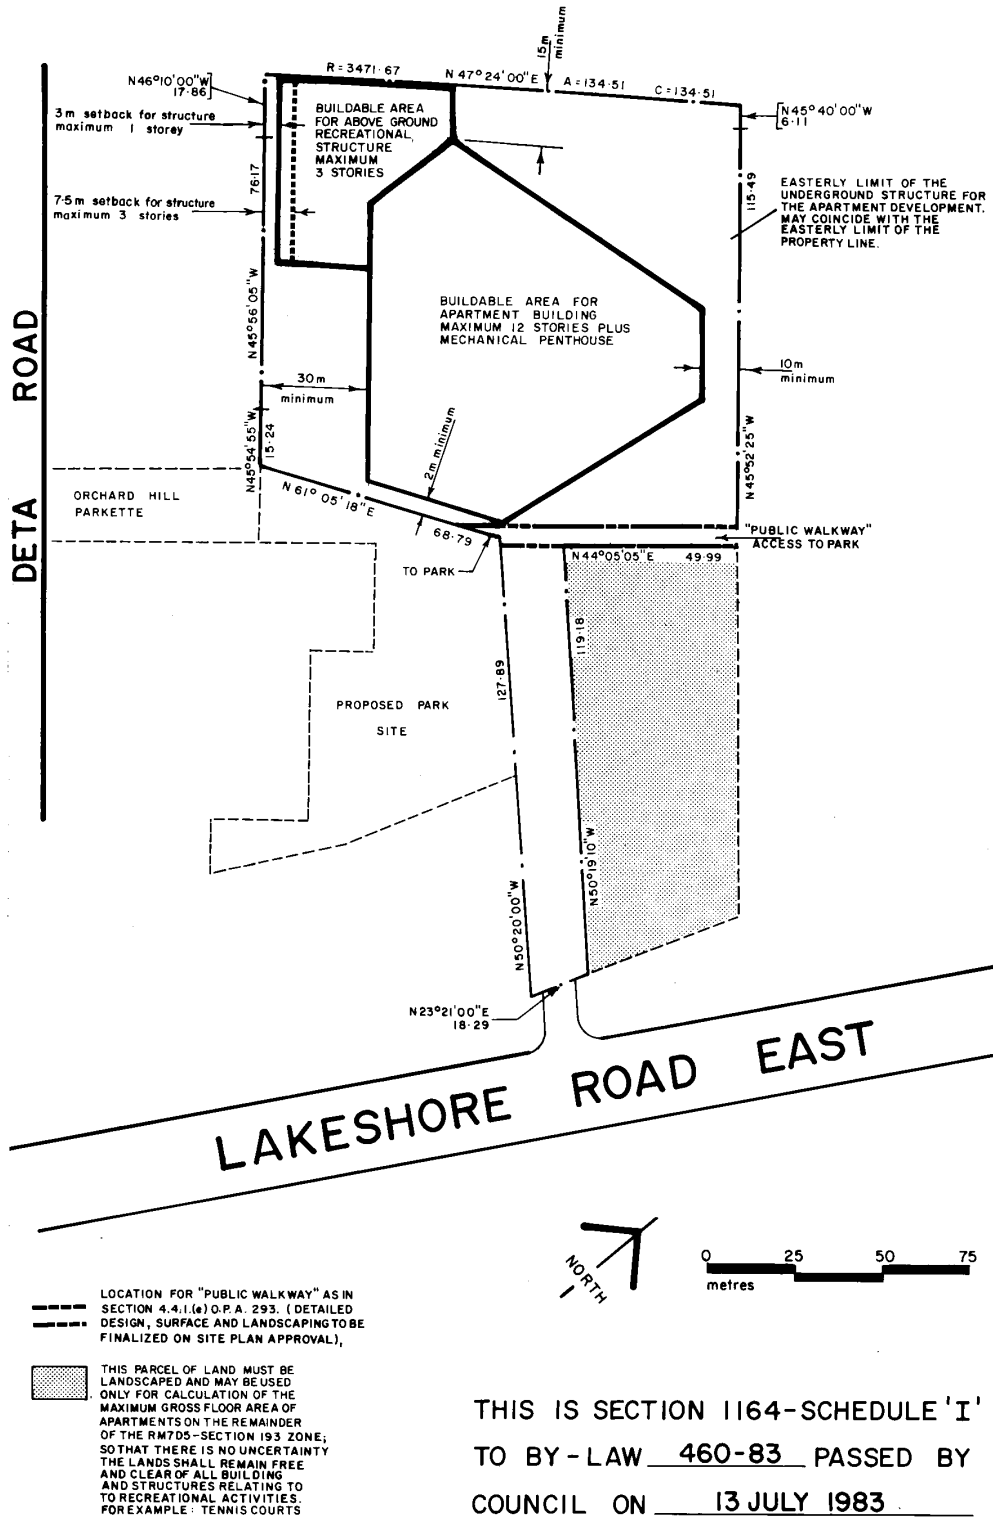 15m
minimum
R = 3471·67
N 47°24'00"E
A = 134·51
C = 134·51
N46°10'00"W
17·86
N45°40'00"W
6·11
3m setback for structure
maximum 1 storey
BUILDABLE AREA
FOR ABOVE GROUND
RECREATIONAL,
STRUCTURE
MAXIMUM
3 STORIES
76·17
115·49
EASTERLY LIMIT OF THE
UNDERGROUND STRUCTURE FOR
THE APARTMENT DEVELOPMENT.
MAY COINCIDE WITH THE
EASTERLY LIMIT OF THE
PROPERTY LINE.
7·5m setback for structure
maximum 3 stories
N45°56'05"W
BUILDABLE AREA FOR
APARTMENT BUILDING
MAXIMUM 12 STORIES PLUS
MECHANICAL PENTHOUSE
DETA ROAD
30m
minimum
10m
minimum
N45°54'55"W
15·24
2m minimum
N45°52'25"W
ORCHARD HILL
PARKETTE
N 61° 05'18"E
68·79
"PUBLIC WALKWAY"
ACCESS TO PARK
TO PARK
N44°05'05"E
49·99
127·89
119·18
PROPOSED PARK
SITE
N50°20'00"W
N50°19'10"W
N23°21'00"E
18·29
LAKESHORE ROAD EAST
NORTH
0 25 50 75
metres
LOCATION FOR "PUBLIC WALKWAY" AS IN
SECTION 4.4.1.(e) O.P.A. 293. ( DETAILED
DESIGN, SURFACE AND LANDSCAPING TO BE
FINALIZED ON SITE PLAN APPROVAL),
THIS PARCEL OF LAND MUST BE
LANDSCAPED AND MAY BE USED
ONLY FOR CALCULATION OF THE
MAXIMUM GROSS FLOOR AREA OF
APARTMENTS ON THE REMAINDER
OF THE RM7D5-SECTION 193 ZONE;
SO THAT THERE IS NO UNCERTAINTY
THE LANDS SHALL REMAIN FREE
AND CLEAR OF ALL BUILDING
AND STRUCTURES RELATING TO
TO RECREATIONAL ACTIVITIES.
FOR EXAMPLE : TENNIS COURTS
THIS IS SECTION 1164-SCHEDULE 'I'
TO BY-LAW 460-83 PASSED BY
COUNCIL ON 13 JULY 1983